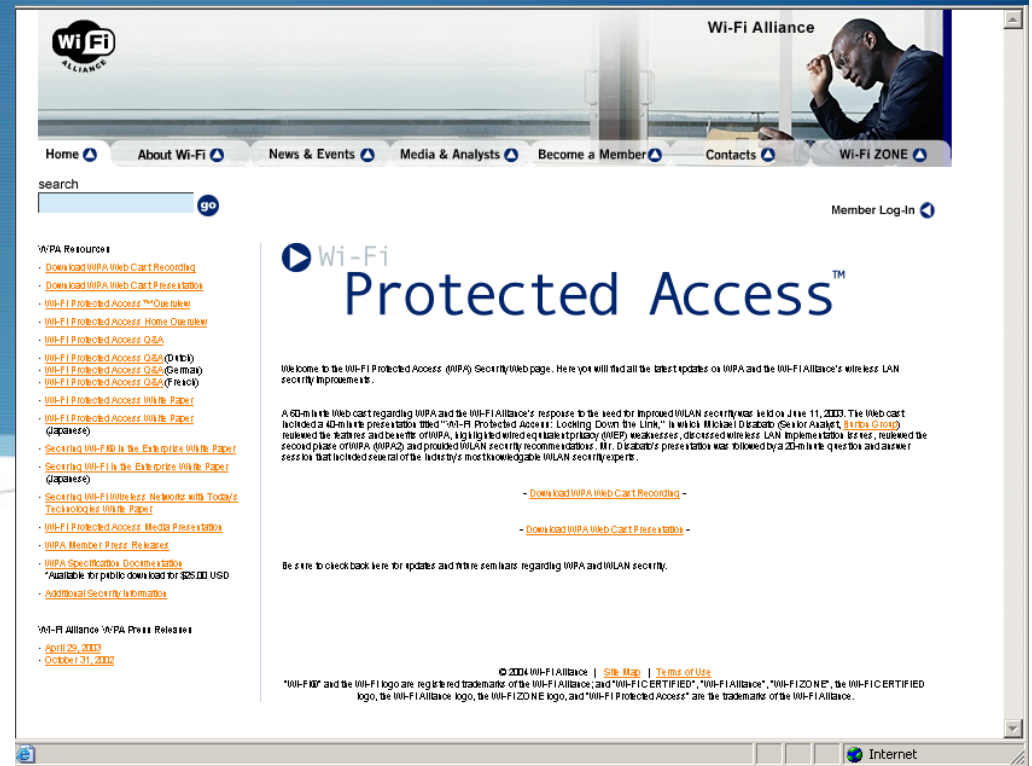 Wi Fi
ALLIANCE
Wi-Fi Alliance
Home
About Wi-Fi
News & Events
Media & Analysts
Become a Member
Contacts
Wi-Fi ZONE
search
go
Member Log-In
WPA Resources
· Download WPA Web Cast Recording
· Download WPA Web Cast Presentation
· Wi-Fi Protected Access ™ Overview
· Wi-Fi Protected Access Home Overview
· Wi-Fi Protected Access Q&A
· Wi-Fi Protected Access Q&A (Dutch)
· Wi-Fi Protected Access Q&A (German)
· Wi-Fi Protected Access Q&A (French)
· Wi-Fi Protected Access White Paper
· Wi-Fi Protected Access White Paper
(Japanese)
· Securing Wi-Fi® in the Enterprise White Paper
· Securing Wi-Fi in the Enterprise White Paper
(Japanese)
· Securing Wi-Fi Wireless Networks with Today's
Technologies White Paper
· Wi-Fi Protected Access Media Presentation
· WPA Member Press Releases
· WPA Specification Documentation
*Available for public download for $25.00 USD
· Additional Security Information
Wi-Fi Alliance WPA Press Releases
· April 29, 2003
· October 31, 2002
Wi-Fi
Protected Access™
Welcome to the Wi-Fi Protected Access (WPA) Security Web page. Here you will find all the latest updates on WPA and the Wi-Fi Alliance's wireless LAN
security improvements.
A 60-minute Web cast regarding WPA and the Wi-Fi Alliance's response to the need for improved WLAN security was held on June 11, 2003. The Web cast
included a 40-minute presentation titled "Wi-Fi Protected Access: Locking Down the Link," in which Michael Disabato (Senior Analyst, Burton Group)
reviewed the features and benefits of WPA, highlighted wired equivalent privacy (WEP) weaknesses, discussed wireless LAN implementation issues, reviewed the
second phase of WPA (WPA2) and provided WLAN security recommendations. Mr. Disabato's presentation was followed by a 20-minute question and answer
session that included several of the industry's most knowledgable WLAN security experts.
- Download WPA Web Cast Recording -
- Download WPA Web Cast Presentation -
Be sure to check back here for updates and future seminars regarding WPA and WLAN security.
© 2004 Wi-Fi Alliance | Site Map | Terms of Use
"Wi-Fi®" and the Wi-Fi logo are registered trademarks of the Wi-Fi Alliance; and "Wi-Fi CERTIFIED", "Wi-Fi Alliance", "Wi-Fi ZONE", the Wi-Fi CERTIFIED
logo, the Wi-Fi Alliance logo, the Wi-Fi ZONE logo, and "Wi-Fi Protected Access" are the trademarks of the Wi-Fi Alliance.
Internet